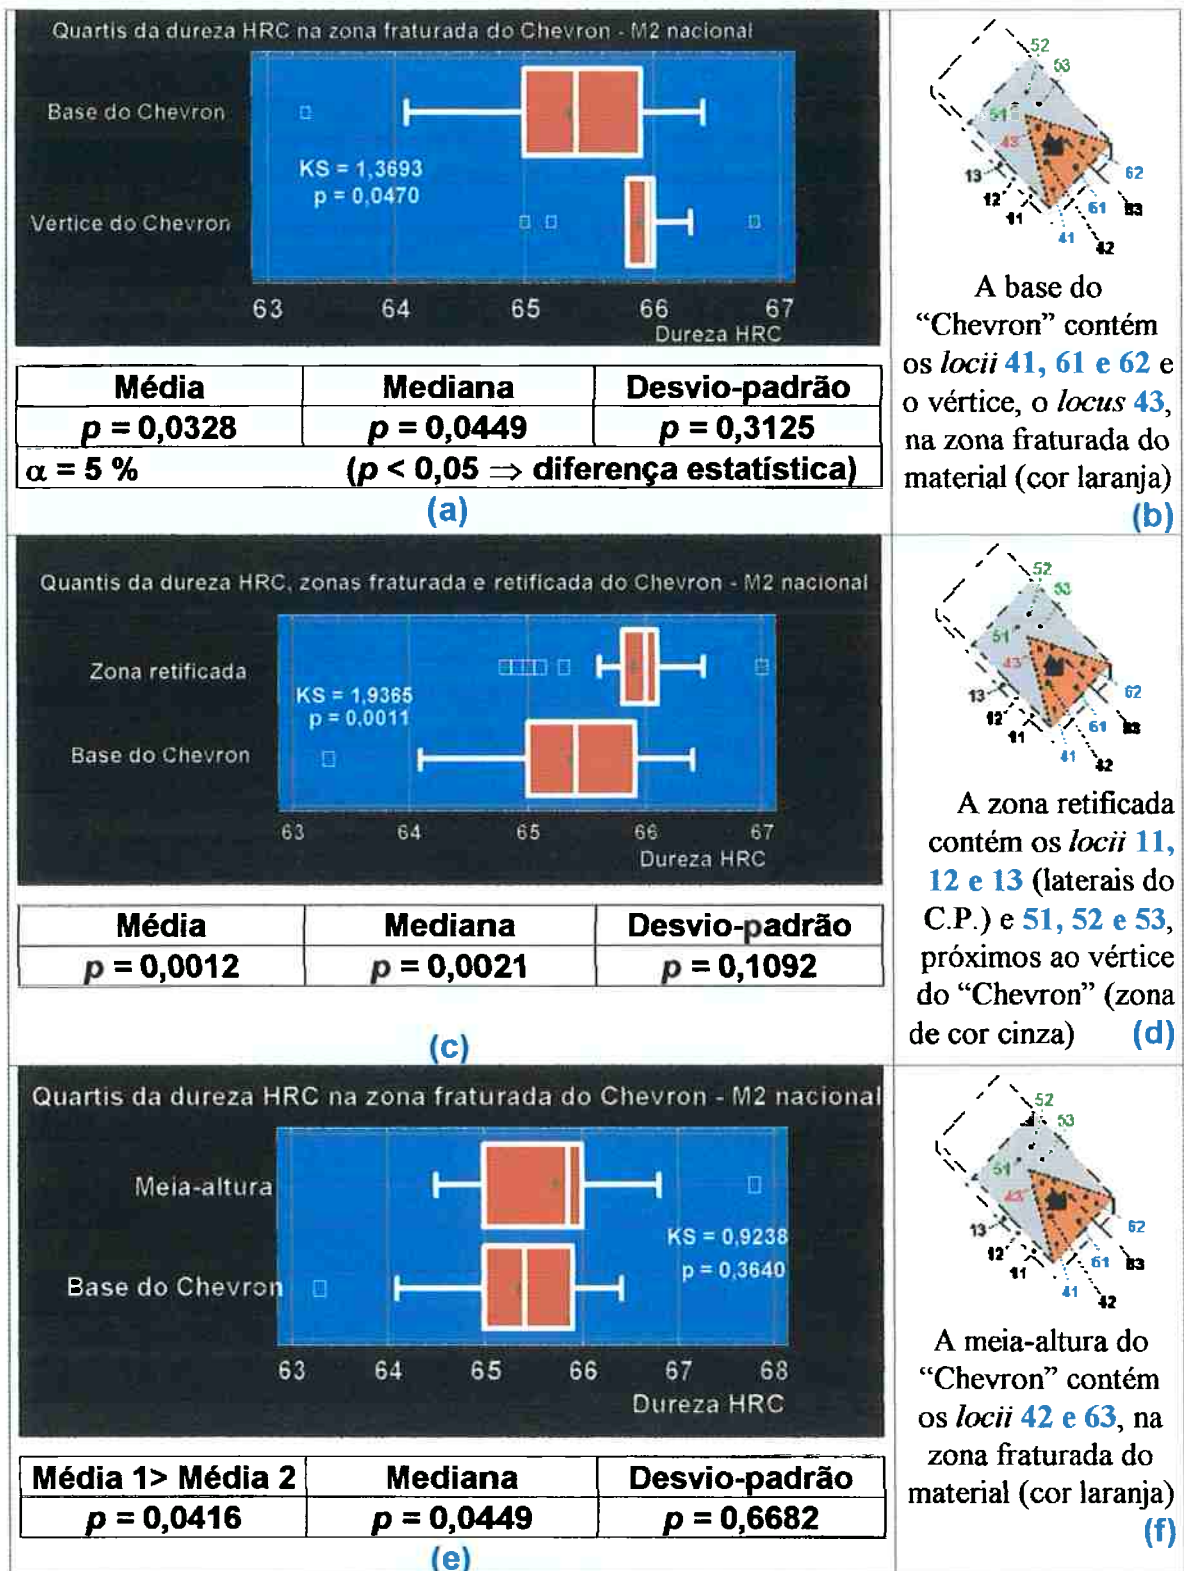 Quartis da dureza HRC na zona fraturada do Chevron - M2 nacional
Base do Chevron
KS = 1,3693
p = 0,0470
Vértice do Chevron
63 64 65 66 67
Dureza HRC
Média Mediana Desvio-padrão
p = 0,0328 p = 0,0449 p = 0,3125
α = 5 % (p < 0,05 ⇒ diferença estatística)
(a)
52
53
51
43
13
12
11
62
61
63
41
42
A base do
“Chevron” contém
os locii 41, 61 e 62 e
o vértice, o locus 43,
na zona fraturada do
material (cor laranja)
(b)
Quantis da dureza HRC, zonas fraturada e retificada do Chevron - M2 nacional
Zona retificada
KS = 1,9365
p = 0,0011
Base do Chevron
63 64 65 66 67
Dureza HRC
Média Mediana Desvio-padrão
p = 0,0012 p = 0,0021 p = 0,1092
(c)
52
53
51
43
13
12
11
62
61
63
41
42
A zona retificada
contém os locii 11,
12 e 13 (laterais do
C.P.) e 51, 52 e 53,
próximos ao vértice
do “Chevron” (zona
de cor cinza) (d)
Quartis da dureza HRC na zona fraturada do Chevron - M2 nacional
Meia-altura
KS = 0,9238
p = 0,3640
Base do Chevron
63 64 65 66 67 68
Dureza HRC
Média 1> Média 2 Mediana Desvio-padrão
p = 0,0416 p = 0,0449 p = 0,6682
(e)
52
53
51
43
13
12
11
62
61
63
41
42
A meia-altura do
“Chevron” contém
os locii 42 e 63, na
zona fraturada do
material (cor laranja)
(f)